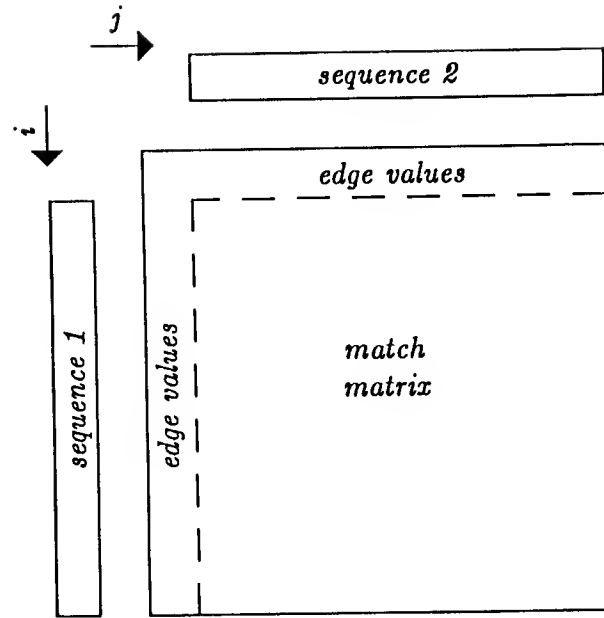 j
sequence 2
i
edge values
sequence 1
edge values
match
matrix